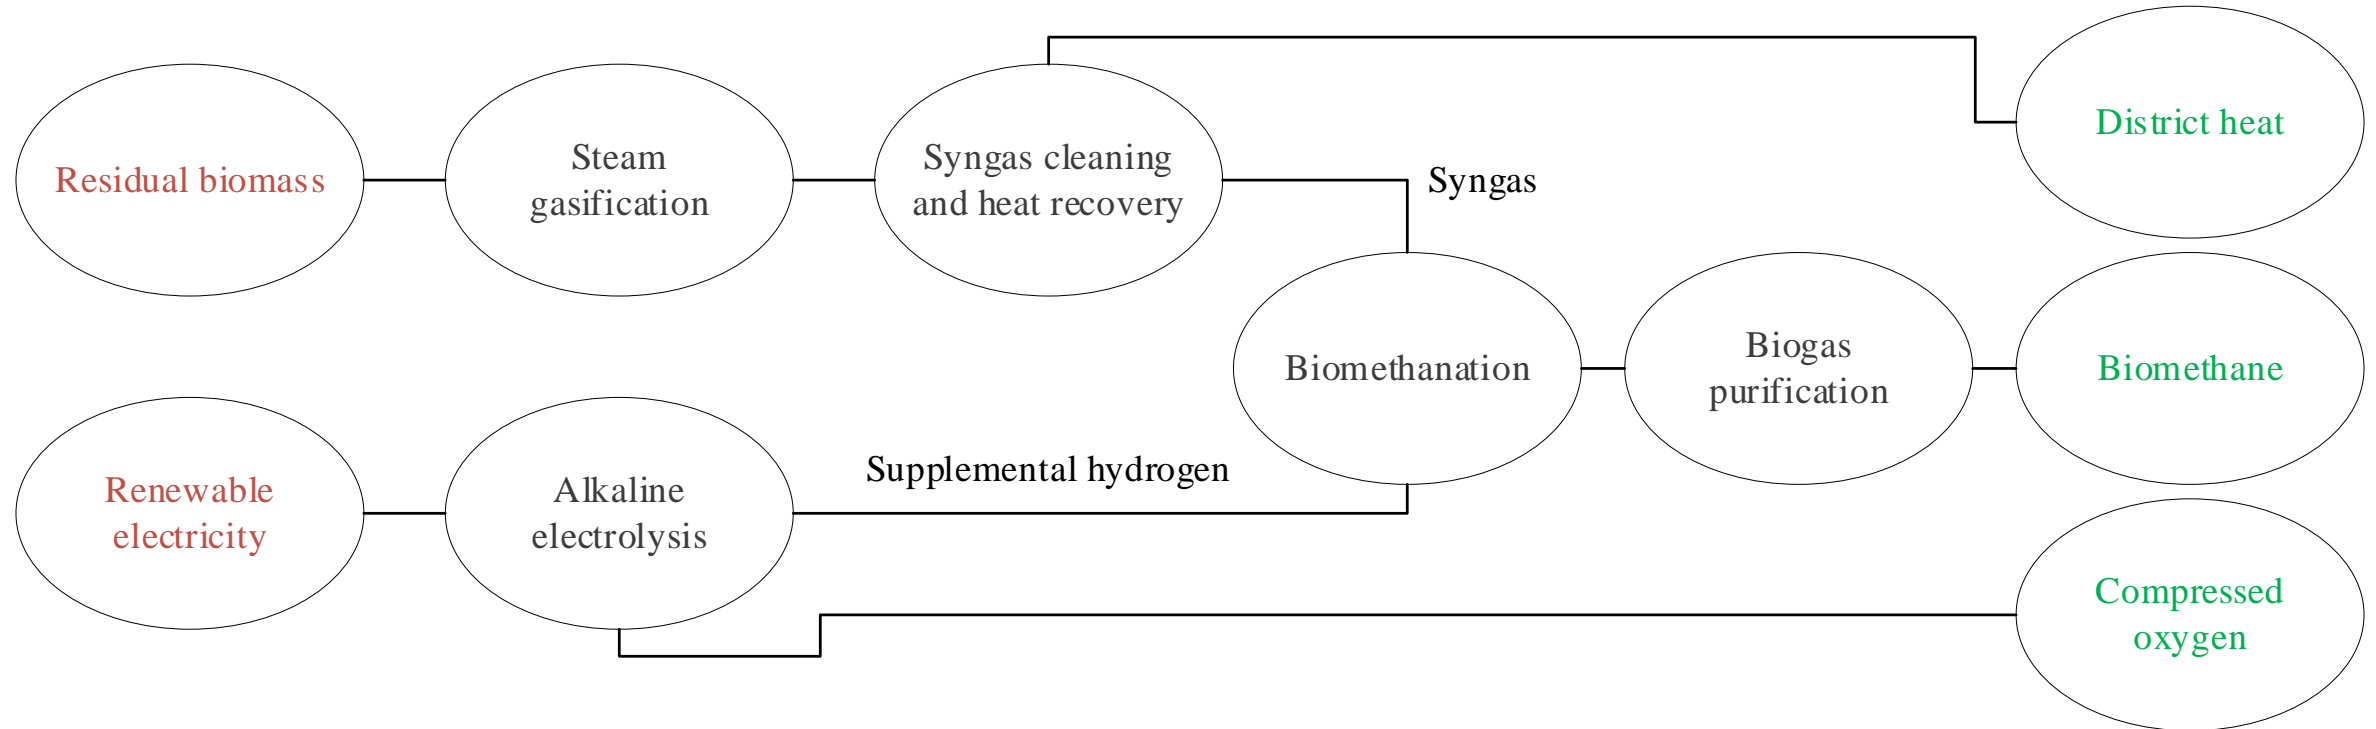 District heat
Residual biomass
Steam
gasification
Syngas cleaning
and heat recovery
Syngas
Biomethanation
Biogas
purification
Biomethane
Renewable
electricity
Alkaline
electrolysis
Supplemental hydrogen
Compressed
oxygen